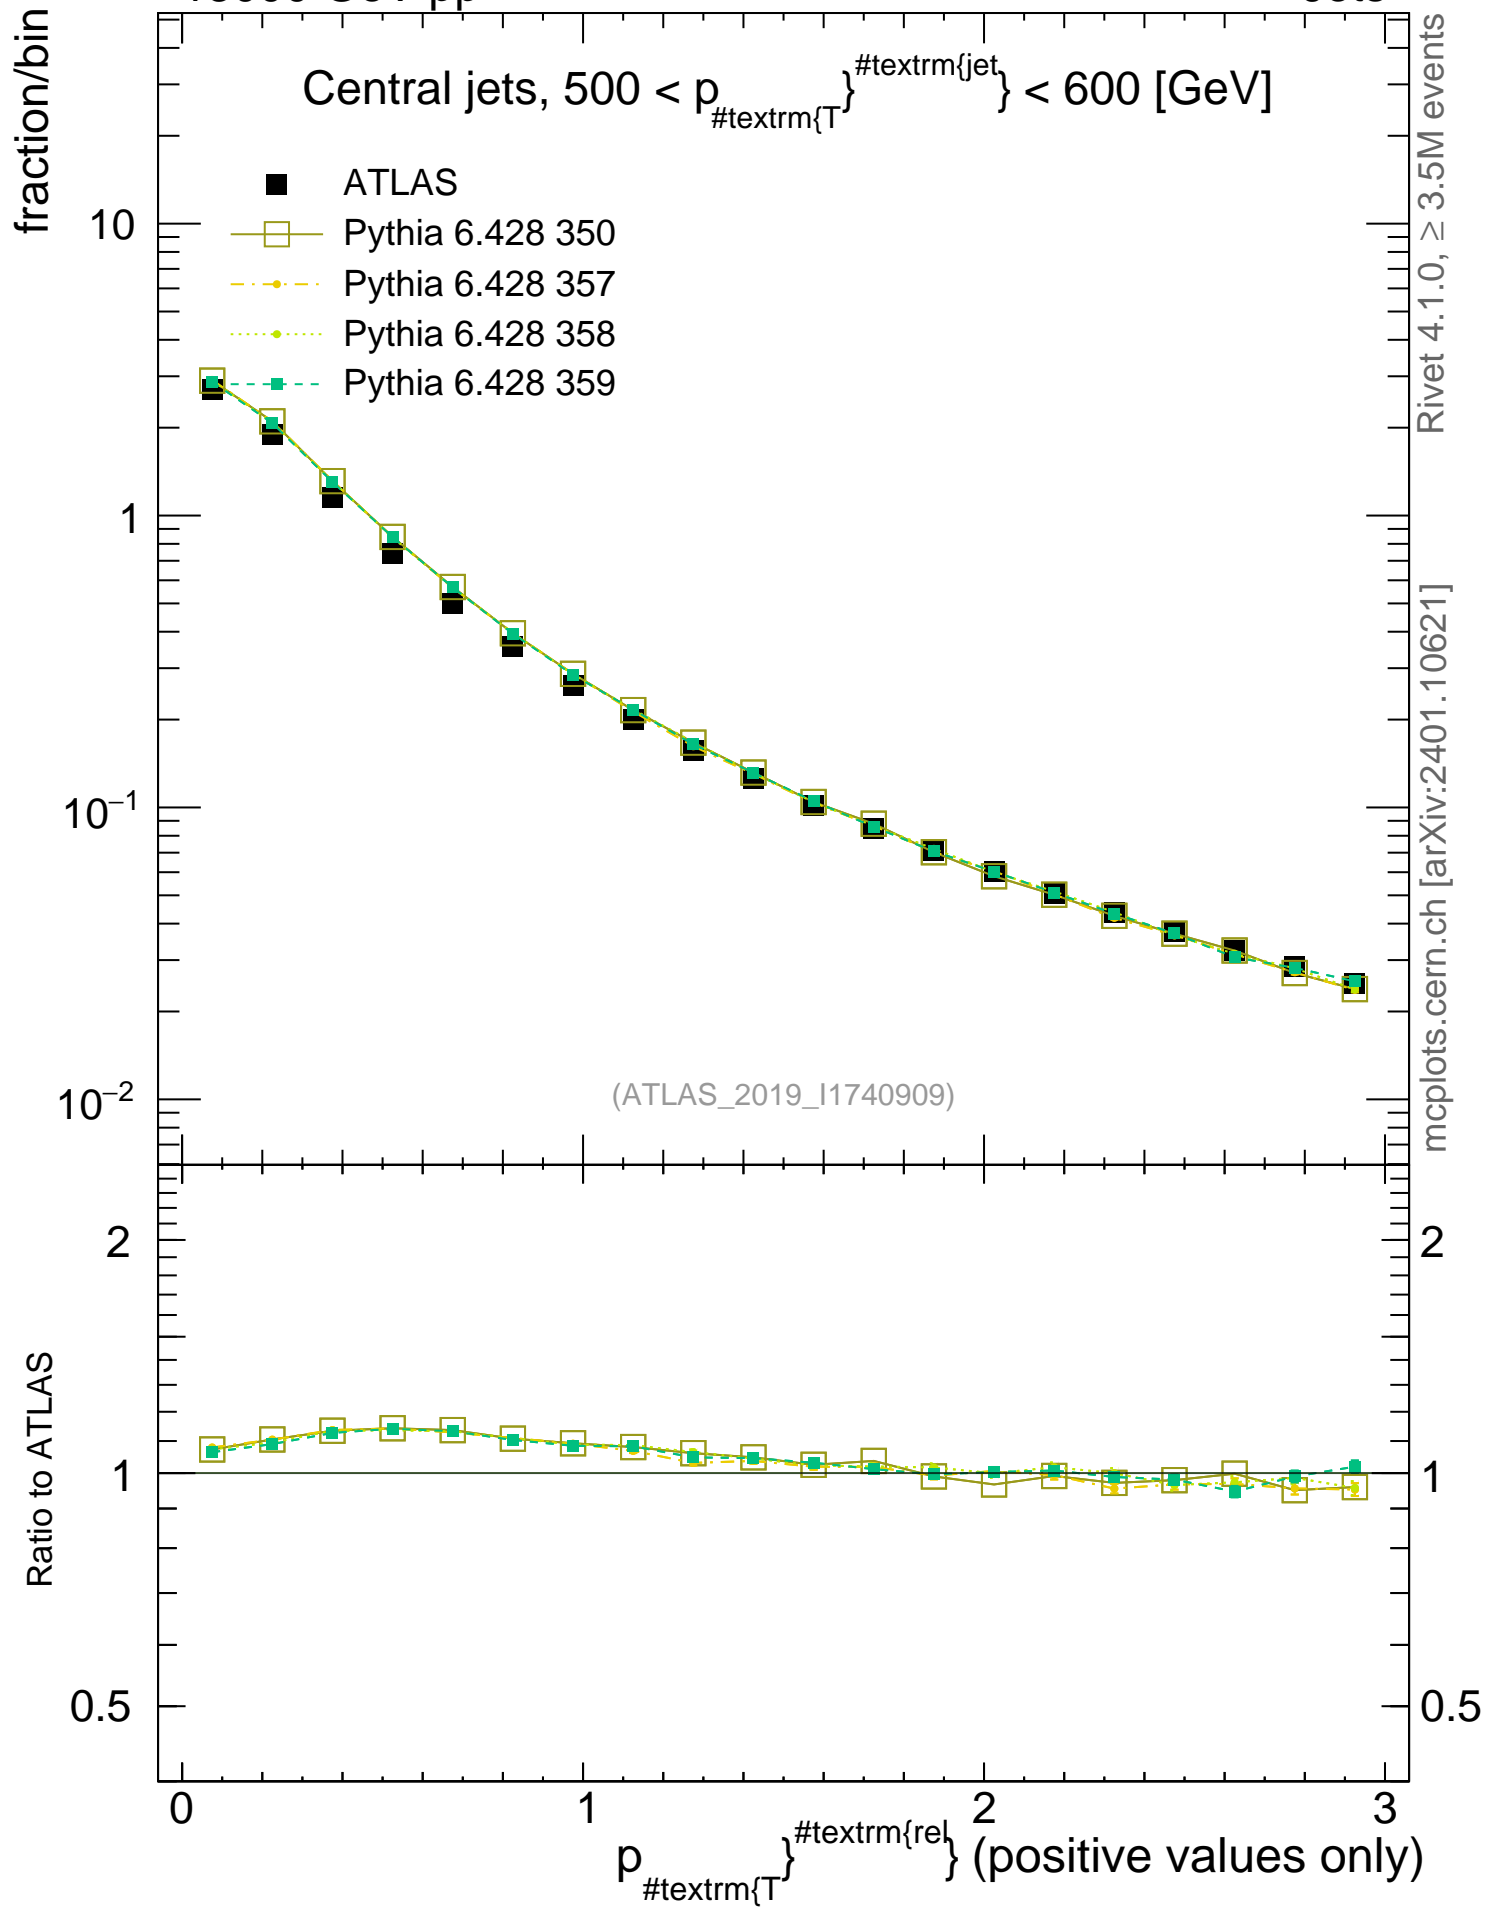 fraction/bin
Central jets, 500 < p_#textrm{T}^#textrm{jet}} < 600 [GeV]
ATLAS
Pythia 6.428 350
Pythia 6.428 357
Pythia 6.428 358
Pythia 6.428 359
10
1
10⁻¹
10⁻²
(ATLAS_2019_I1740909)
Rivet 4.1.0, ≥ 3.5M events
mcplots.cern.ch [arXiv:2401.10621]
Ratio to ATLAS
2
1
0.5
2
1
0.5
0 1 2 3
p_#textrm{T}^#textrm{rel}} (positive values only)